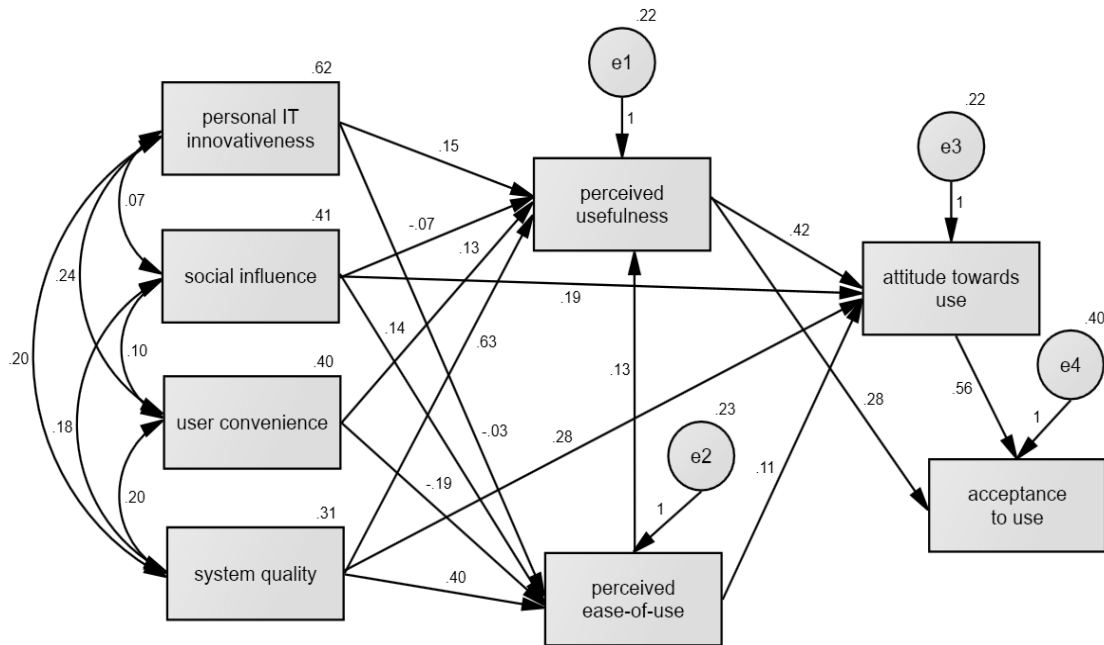 .22
e1
.62
personal IT
innovativeness
1
.15
.22
e3
perceived
usefulness
1
.07
.41
social influence
-.07
.13
.42
attitude towards
use
.24
.19
.14
.63
.40
e4
.10
.20
.40
user convenience
.13
.56
1
.28
.18
-.03
.28
.23
e2
.11
-.19
acceptance
to use
.20
.31
system quality
1
.40
perceived
ease-of-use